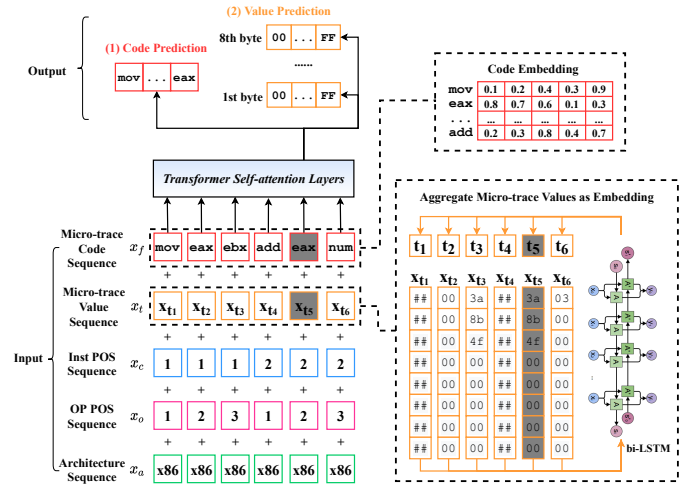 (2) Value Prediction
(1) Code Prediction
8th byte 00 ... FF
......
Output
mov ... eax
1st byte 00 ... FF
Code Embedding
mov 0.1 0.2 0.4 0.3 0.9
eax 0.8 0.7 0.6 0.1 0.3
... ... ... ... ... ...
add 0.2 0.3 0.8 0.4 0.7
Transformer Self-attention Layers
Micro-trace
Code
Sequence
x_f mov eax ebx add eax num
+ + + + + +
Micro-trace
Value
Sequence
x_t x_t1 x_t2 x_t3 x_t4 x_t5 x_t6
+ + + + + +
Input
Inst POS
Sequence
x_c 1 1 1 2 2 2
+ + + + + +
OP POS
Sequence
x_o 1 2 3 1 2 3
+ + + + + +
Architecture
Sequence
x_a x86 x86 x86 x86 x86 x86
Aggregate Micro-trace Values as Embedding
t1 t2 t3 t4 t5 t6
x_t1 x_t2 x_t3 x_t4 x_t5 x_t6
## 00 3a ## 3a 03
## 00 8b ## 8b 00
## 00 4f ## 4f 00
## 00 00 ## 00 00
## 00 00 ## 00 00
## 00 00 ## 00 00
## 00 00 ## 00 00
## 00 00 ## 00 00
bi-LSTM